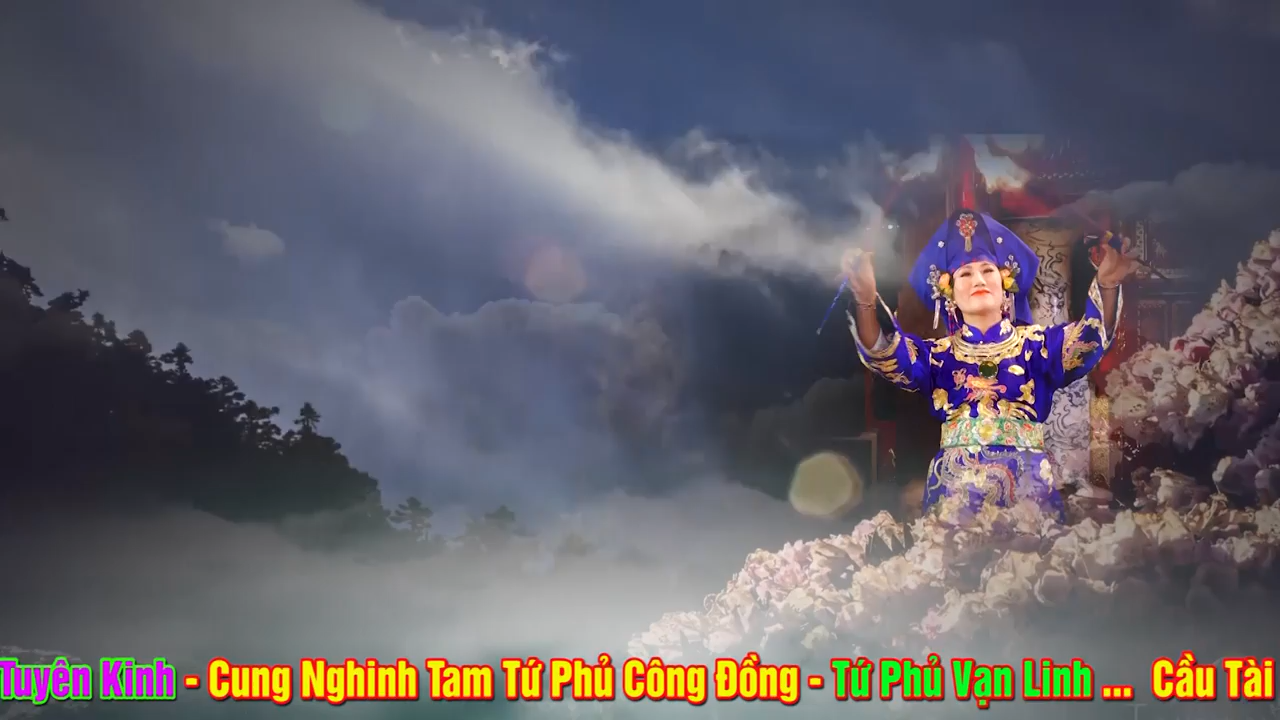 Tuyên Kinh - Cung Nghinh Tam Tứ Phủ Công Đồng - Tứ Phủ Vạn Linh ... Cầu Tài